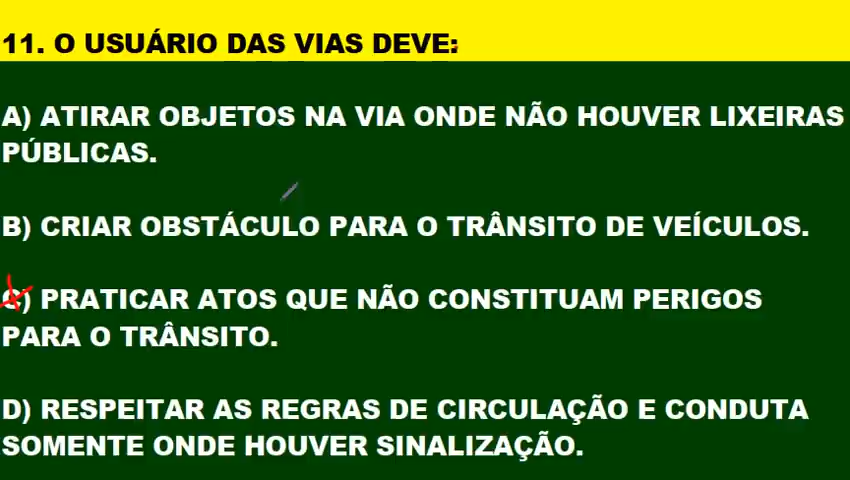 11. O USUÁRIO DAS VIAS DEVE:
A) ATIRAR OBJETOS NA VIA ONDE NÃO HOUVER LIXEIRAS
PÚBLICAS.
B) CRIAR OBSTÁCULO PARA O TRÂNSITO DE VEÍCULOS.
C) PRATICAR ATOS QUE NÃO CONSTITUAM PERIGOS
PARA O TRÂNSITO.
D) RESPEITAR AS REGRAS DE CIRCULAÇÃO E CONDUTA
SOMENTE ONDE HOUVER SINALIZAÇÃO.